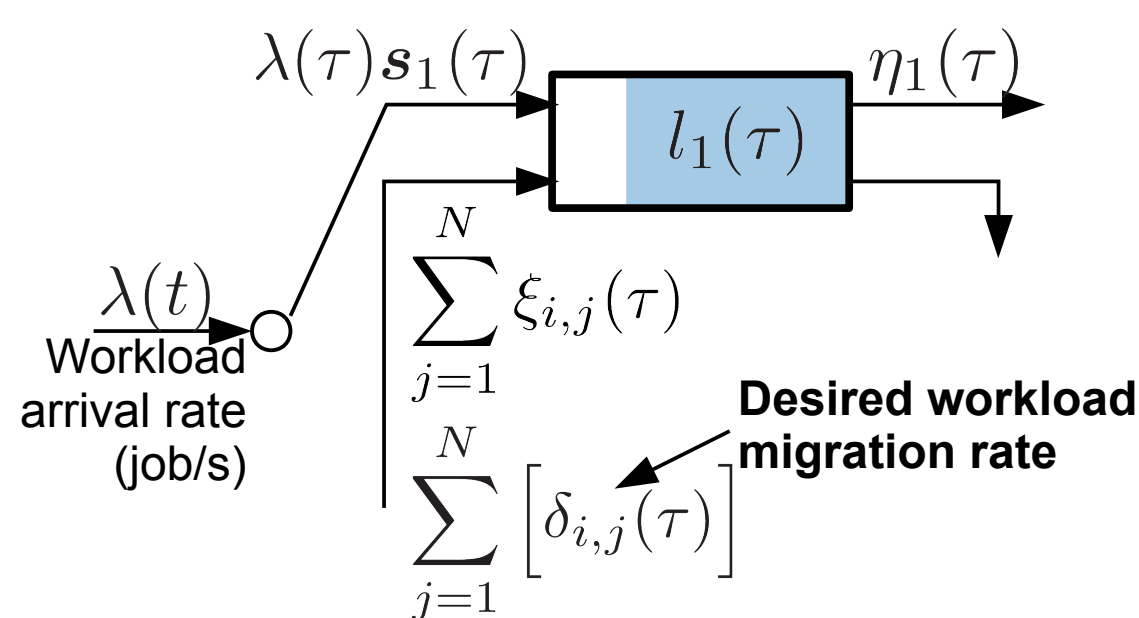 λ(τ)s₁(τ)
η₁(τ)
l₁(τ)
λ(t)
Workload
arrival rate
(job/s)
∑_{j=1}^{N} ξ_{i,j}(τ)
Desired workload
migration rate
∑_{j=1}^{N} [δ_{i,j}(τ)]